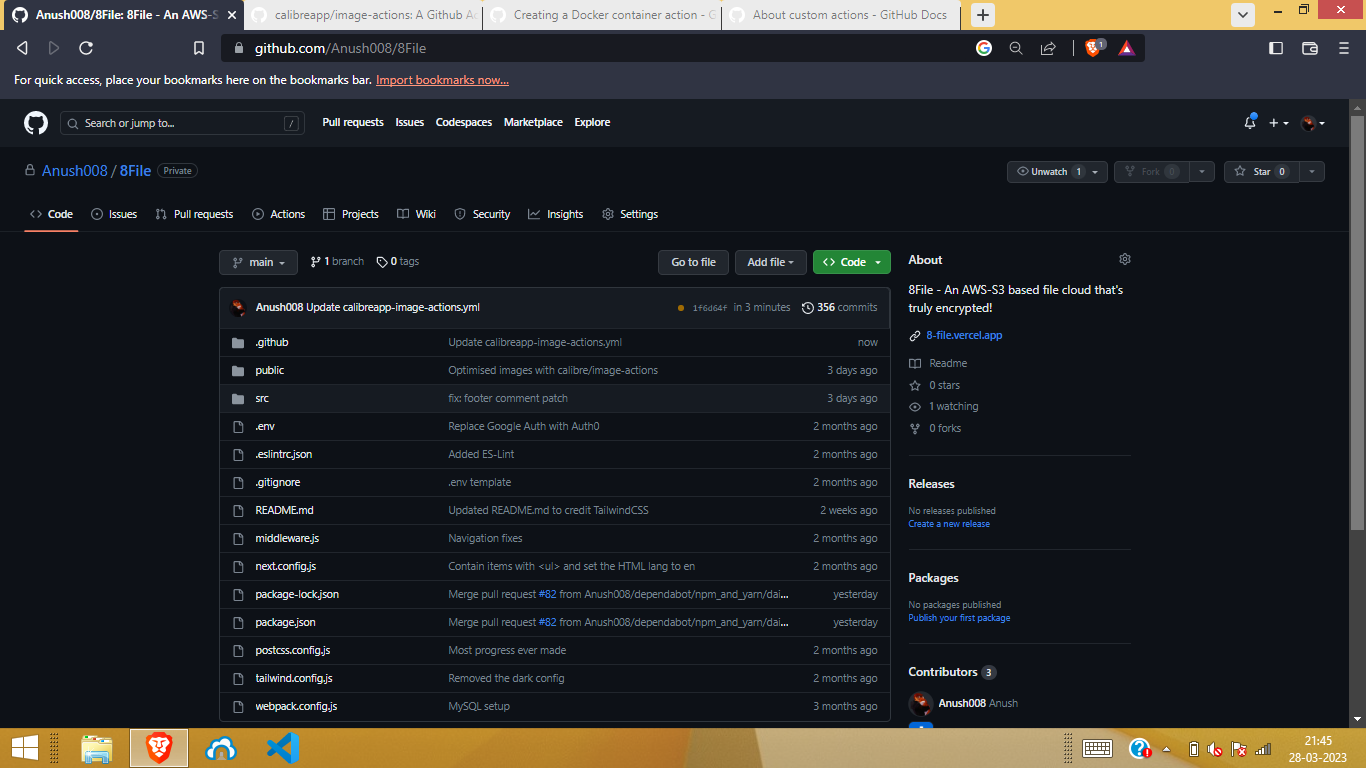 Anush008/8File: 8File - An AWS-S
calibreapp/image-actions: A Github Ac
Creating a Docker container action - G
About custom actions - GitHub Docs
github.com/Anush008/8File
1
For quick access, place your bookmarks here on the bookmarks bar. Import bookmarks now...
Search or jump to... /
Pull requests Issues Codespaces Marketplace Explore
Anush008 / 8File Private
Unwatch 1 Fork 0 Star 0
Code Issues Pull requests Actions Projects Wiki Security Insights Settings
main 1 branch 0 tags Go to file Add file Code
Anush008 Update calibreapp-image-actions.yml 1f6d64f in 3 minutes 356 commits
.github Update calibreapp-image-actions.yml now
public Optimised images with calibre/image-actions 3 days ago
src fix: footer comment patch 3 days ago
.env Replace Google Auth with Auth0 2 months ago
.eslintrc.json Added ES-Lint 2 months ago
.gitignore .env template 2 months ago
README.md Updated README.md to credit TailwindCSS 2 weeks ago
middleware.js Navigation fixes 2 months ago
next.config.js Contain items with <ul> and set the HTML lang to en 2 months ago
package-lock.json Merge pull request #82 from Anush008/dependabot/npm_and_yarn/dai... yesterday
package.json Merge pull request #82 from Anush008/dependabot/npm_and_yarn/dai... yesterday
postcss.config.js Most progress ever made 2 months ago
tailwind.config.js Removed the dark config 2 months ago
webpack.config.js MySQL setup 3 months ago
About
8File - An AWS-S3 based file cloud that's
truly encrypted!
8-file.vercel.app
Readme
0 stars
1 watching
0 forks
Releases
No releases published
Create a new release
Packages
No packages published
Publish your first package
Contributors 3
Anush008 Anush
21:45
28-03-2023